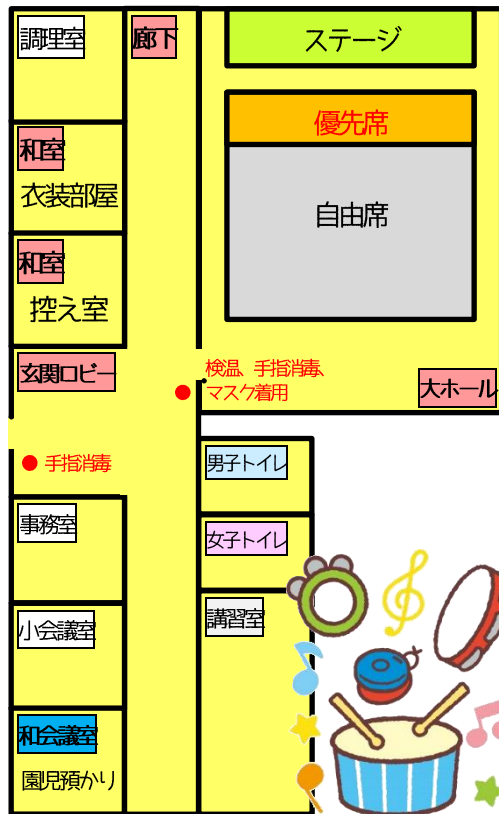 調理室
廊下
ステージ
優先席
和室
衣装部屋
自由席
和室
控え室
玄関ロビー
検温、手指消毒、
マスク着用
大ホール
手指消毒
男子トイレ
事務室
女子トイレ
小会議室
講習室
和会議室
園児預かり